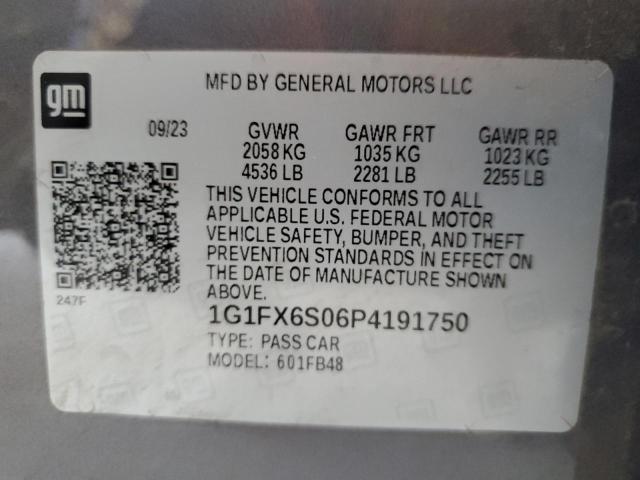 gm
MFD BY GENERAL MOTORS LLC
09/23 GVWR GAWR FRT GAWR RR
2058 KG 1035 KG 1023 KG
4536 LB 2281 LB 2255 LB
THIS VEHICLE CONFORMS TO ALL
APPLICABLE U.S. FEDERAL MOTOR
VEHICLE SAFETY, BUMPER, AND THEFT
PREVENTION STANDARDS IN EFFECT ON
THE DATE OF MANUFACTURE SHOWN
ABOVE.
247F
1G1FX6S06P4191750
TYPE: PASS CAR
MODEL: 601FB48